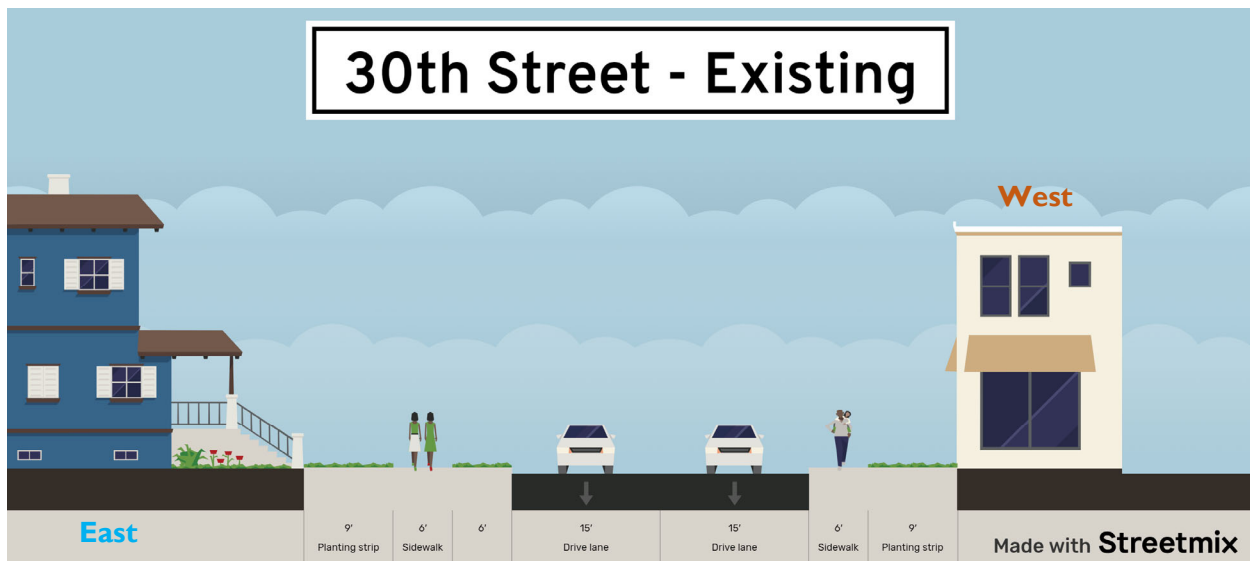 30th Street - Existing
West
East
9' 6' 6' 15' 15' 6' 9'
Planting strip Sidewalk Drive lane Drive lane Sidewalk Planting strip
Made with Streetmix